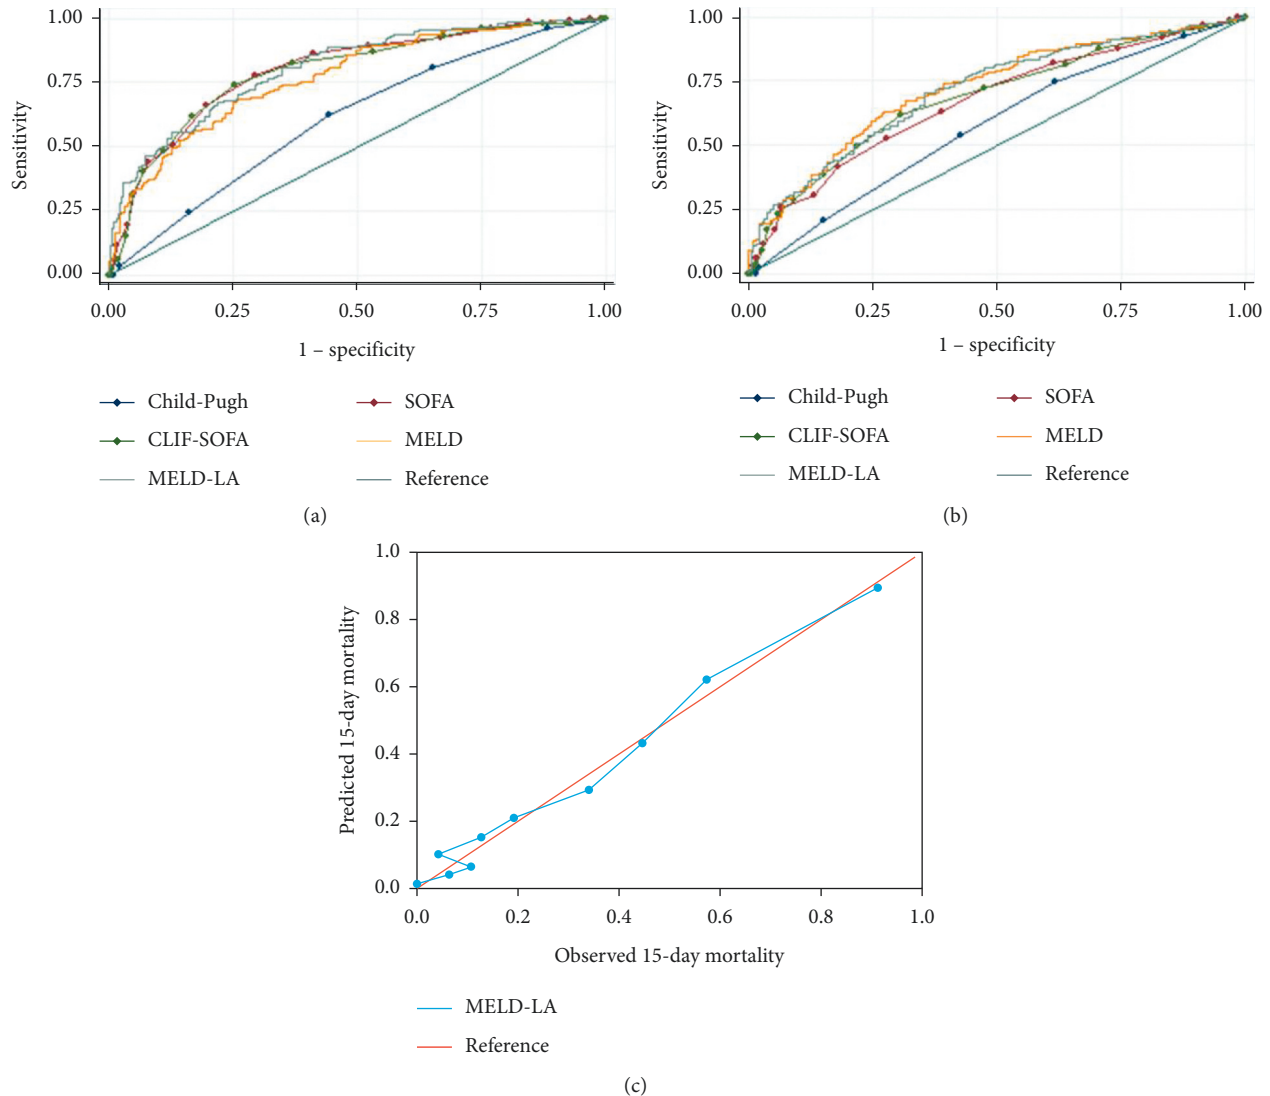 1.00
0.75
0.50
0.25
0.00
Sensitivity
0.00 0.25 0.50 0.75 1.00
1 – specificity
Child-Pugh SOFA
CLIF-SOFA MELD
MELD-LA Reference
(a)
1.00
0.75
0.50
0.25
0.00
Sensitivity
0.00 0.25 0.50 0.75 1.00
1 – specificity
Child-Pugh SOFA
CLIF-SOFA MELD
MELD-LA Reference
(b)
1.0
0.8
0.6
0.4
0.2
0.0
Predicted 15-day mortality
0.0 0.2 0.4 0.6 0.8 1.0
Observed 15-day mortality
MELD-LA
Reference
(c)